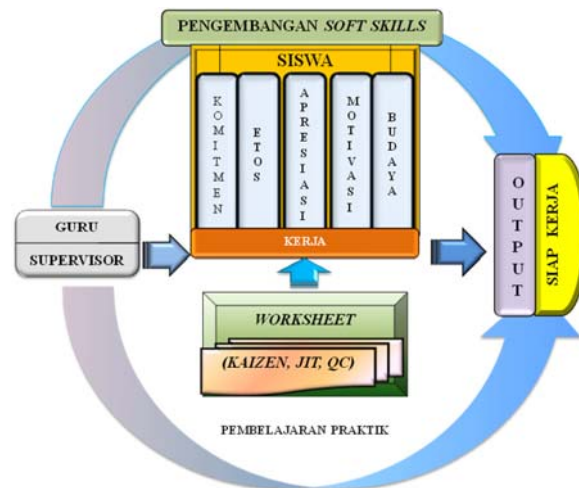 PENGEMBANGAN SOFT SKILLS
SISWA
KOMITMEN
ETOS
APRESIASI
MOTIVASI
BUDAYA
KERJA
GURU
SUPERVISOR
OUTPUT
SIAP KERJA
WORKSHEET
(KAIZEN, JIT, QC)
PEMBELAJARAN PRAKTIK